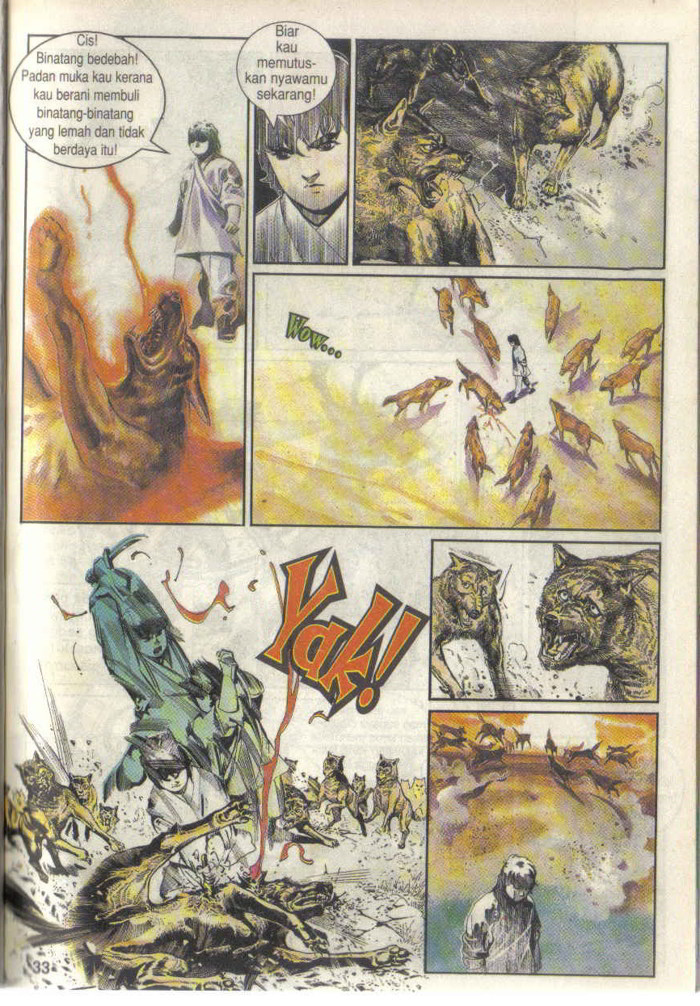 Cis!
Binatang bedebah!
Padan muka kau kerana
kau berani membuli
binatang-binatang
yang lemah dan tidak
berdaya itu!
Biar
kau
memutus-
kan nyawamu
sekarang!
Wow...
Yak!
33